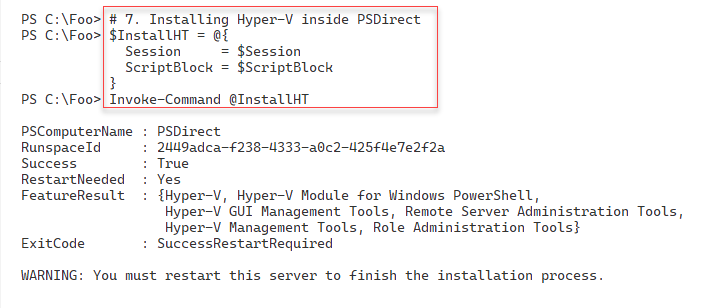 PS C:\Foo> # 7. Installing Hyper-V inside PSDirect
PS C:\Foo> $InstallHT = @{
  Session     = $Session
  ScriptBlock = $ScriptBlock
}
PS C:\Foo> Invoke-Command @InstallHT
PSComputerName : PSDirect
RunspaceId     : 2449adca-f238-4333-a0c2-425f4e7e2f2a
Success        : True
RestartNeeded  : Yes
FeatureResult  : {Hyper-V, Hyper-V Module for Windows PowerShell,
                  Hyper-V GUI Management Tools, Remote Server Administration Tools,
                  Hyper-V Management Tools, Role Administration Tools}
ExitCode       : SuccessRestartRequired
WARNING: You must restart this server to finish the installation process.